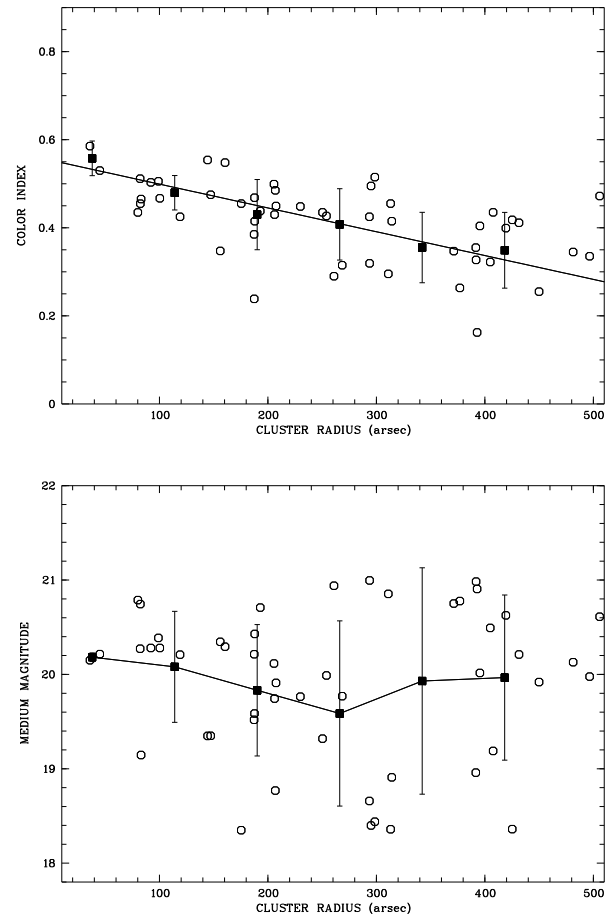 0.8
0.6
0.4
0.2
0
COLOR INDEX
100 200 300 400 500
CLUSTER RADIUS (arsec)
22
21
20
19
18
MEDIUM MAGNITUDE
100 200 300 400 500
CLUSTER RADIUS (arsec)